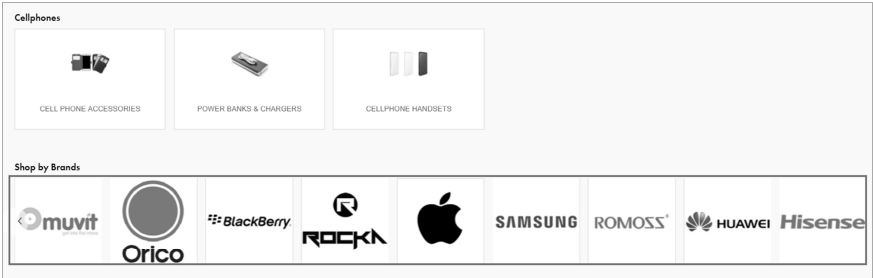 Cellphones
CELL PHONE ACCESSORIES
POWER BANKS & CHARGERS
CELLPHONE HANDSETS
Shop by Brands
muvit
Orico
BlackBerry
ROCKA
SAMSUNG
ROMOSS
HUAWEI
Hisense